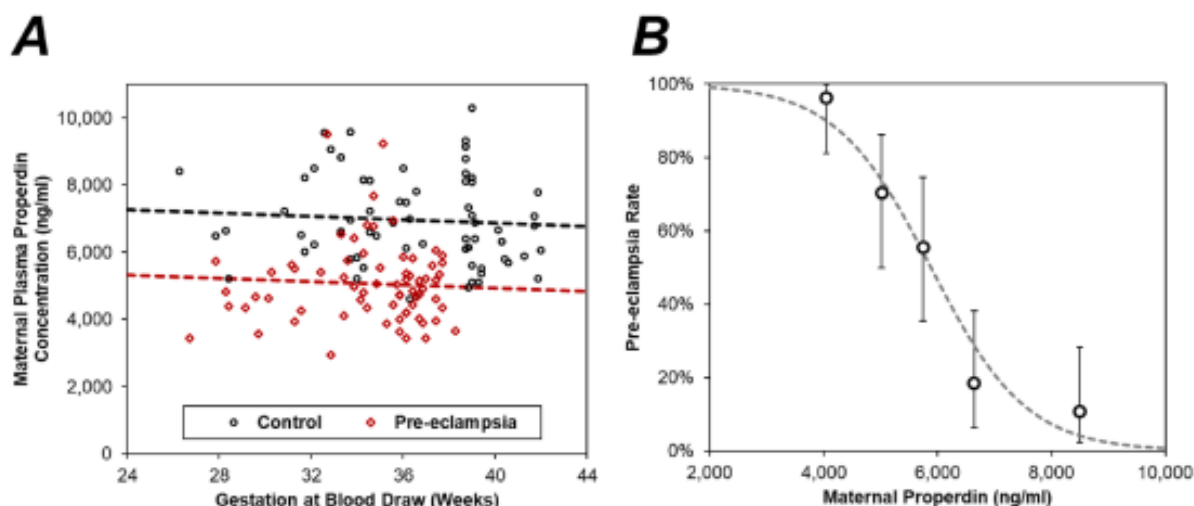 A
B
Maternal Plasma Properdin
Concentration (ng/ml)
10,000
8,000
6,000
4,000
2,000
0
Control
Pre-eclampsia
24
28
32
36
40
44
Gestation at Blood Draw (Weeks)
Pre-eclampsia Rate
100%
80%
60%
40%
20%
0%
2,000
4,000
6,000
8,000
10,000
Maternal Properdin (ng/ml)